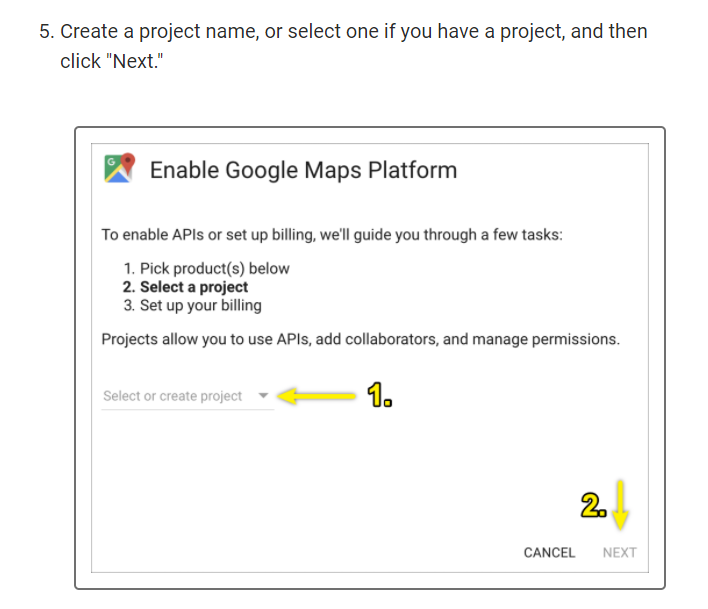 5. Create a project name, or select one if you have a project, and then
click "Next."
Enable Google Maps Platform
To enable APIs or set up billing, we'll guide you through a few tasks:
1. Pick product(s) below
2. Select a project
3. Set up your billing
Projects allow you to use APIs, add collaborators, and manage permissions.
Select or create project
1.
2.
CANCEL NEXT